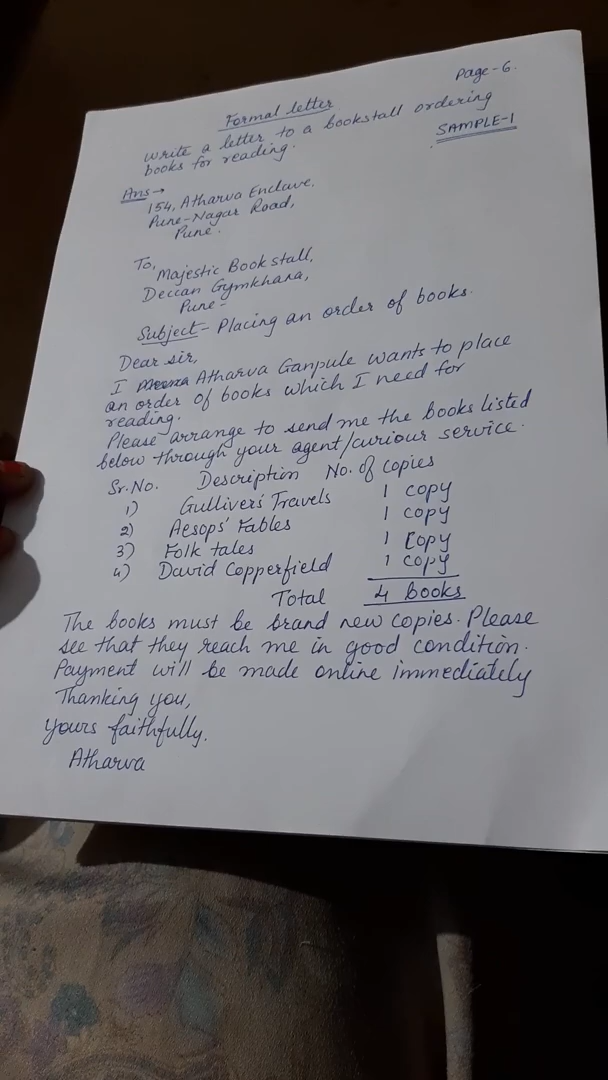 Page-6.
Formal letter
Write a letter to a bookstall ordering
books for reading.
SAMPLE-1
Ans→
154, Atharva Enclave,
Pune-Nagar Road,
Pune.
To,
Majestic Book stall,
Deccan Gymkhana,
Pune-
Subject- Placing an order of books.
Dear sir,
I Atharva Ganpule wants to place
an order of books which I need for
reading.
Please arrange to send me the books listed
below through your agent/curious service.
Sr.No. Description No. of copies
1) Gulliver's Travels 1 copy
2) Aesops' Fables 1 copy
3) Folk tales 1 copy
4) David Copperfield 1 copy
Total 4 books
The books must be brand new copies. Please
see that they reach me in good condition.
Payment will be made online immediately
Thanking you,
yours faithfully.
Atharva